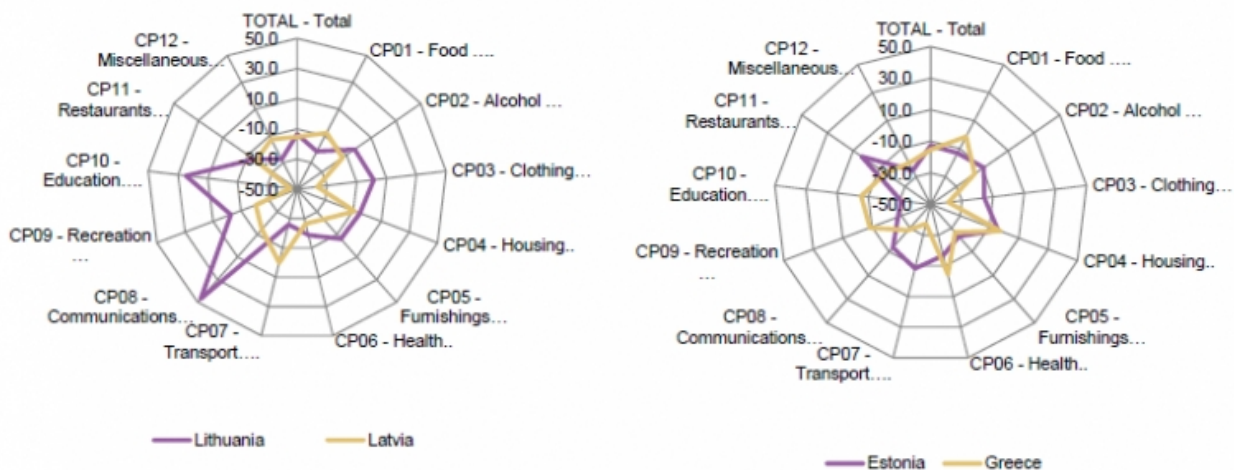 TOTAL - Total
50.0
30.0
10.0
-10.0
-30.0
-50.0
CP01 - Food ....
CP02 - Alcohol ...
CP03 - Clothing...
CP04 - Housing..
CP05 -
Furnishings...
CP06 - Health..
CP07 -
Transport....
CP08 -
Communications...
CP09 - Recreation
...
CP10 -
Education....
CP11 -
Restaurants...
CP12 -
Miscellaneous...
Lithuania
Latvia
TOTAL - Total
50.0
30.0
10.0
-10.0
-30.0
-50.0
CP01 - Food ....
CP02 - Alcohol ...
CP03 - Clothing...
CP04 - Housing..
CP05 -
Furnishings...
CP06 - Health..
CP07 -
Transport....
CP08 -
Communications...
CP09 - Recreation
...
CP10 -
Education....
CP11 -
Restaurants...
CP12 -
Miscellaneous...
Estonia
Greece